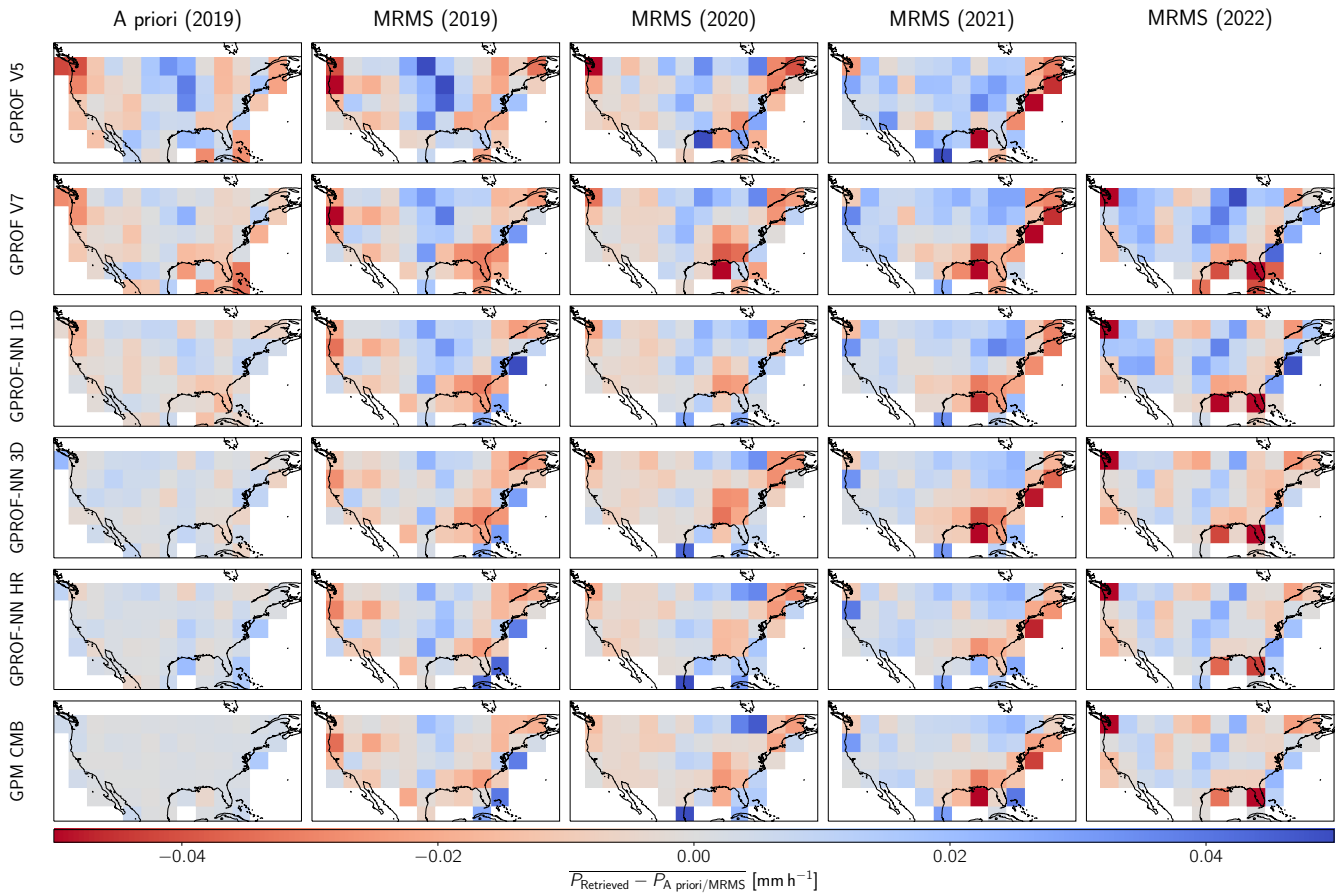 A priori (2019) MRMS (2019) MRMS (2020) MRMS (2021) MRMS (2022)
GPROF V5
GPROF V7
GPROF-NN 1D
GPROF-NN 3D
GPROF-NN HR
GPM CMB
−0.04 −0.02 0.00 0.02 0.04
P_Retrieved − P_A priori/MRMS [mm h⁻¹]